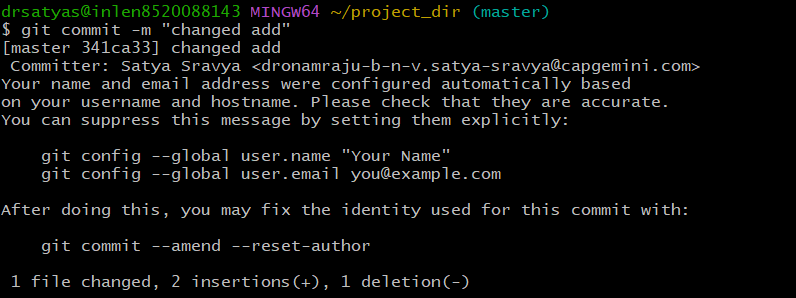 drsatyas@inlen8520088143 MINGW64 ~/project_dir (master)
$ git commit -m "changed add"
[master 341ca33] changed add
 Committer: Satya Sravya <dronamraju-b-n-v.satya-sravya@capgemini.com>
Your name and email address were configured automatically based
on your username and hostname. Please check that they are accurate.
You can suppress this message by setting them explicitly:

    git config --global user.name "Your Name"
    git config --global user.email you@example.com

After doing this, you may fix the identity used for this commit with:

    git commit --amend --reset-author

 1 file changed, 2 insertions(+), 1 deletion(-)